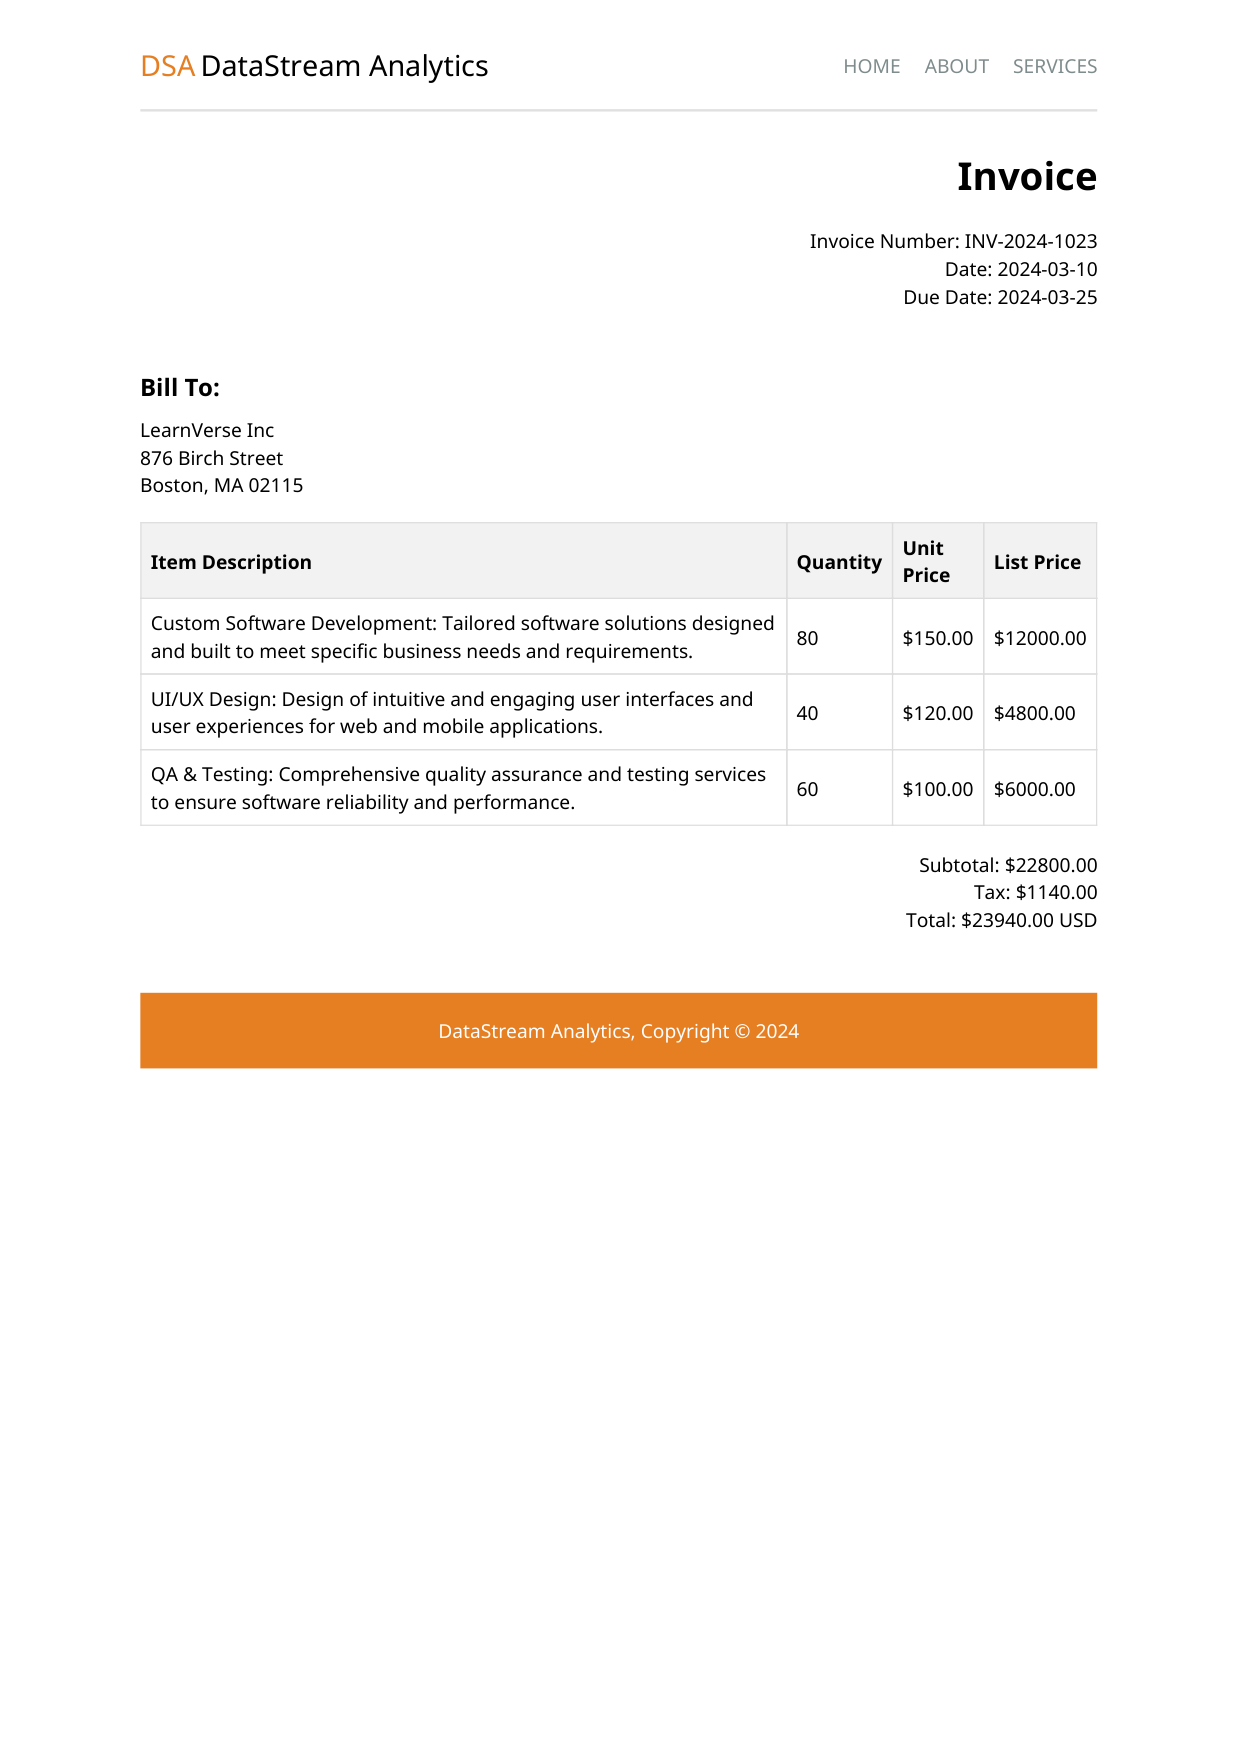 DSA DataStream Analytics
HOME ABOUT SERVICES
Invoice
Invoice Number: INV-2024-1023
Date: 2024-03-10
Due Date: 2024-03-25
Bill To:
LearnVerse Inc
876 Birch Street
Boston, MA 02115
Item Description Quantity Unit Price List Price
Custom Software Development: Tailored software solutions designed
and built to meet specific business needs and requirements. 80 $150.00 $12000.00
UI/UX Design: Design of intuitive and engaging user interfaces and
user experiences for web and mobile applications. 40 $120.00 $4800.00
QA & Testing: Comprehensive quality assurance and testing services
to ensure software reliability and performance. 60 $100.00 $6000.00
Subtotal: $22800.00
Tax: $1140.00
Total: $23940.00 USD
DataStream Analytics, Copyright © 2024